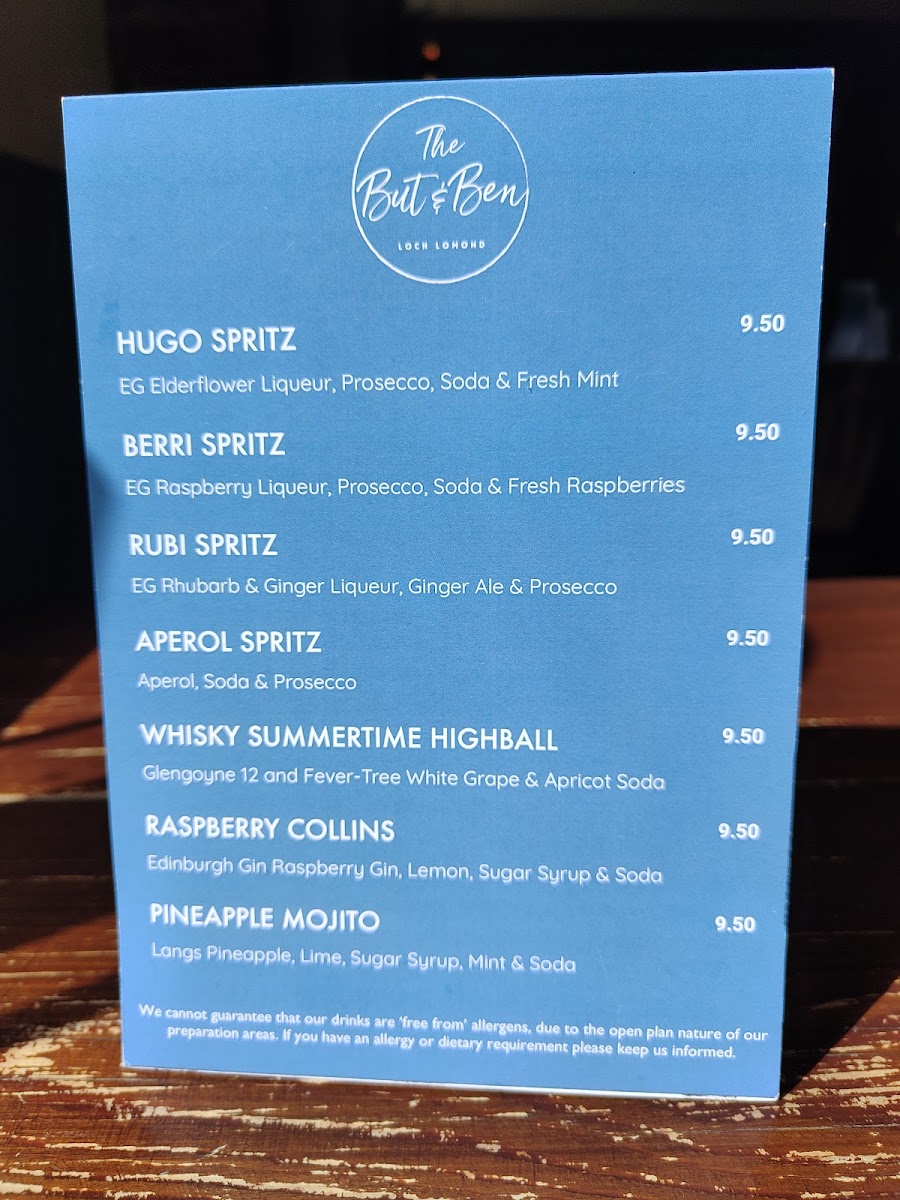 The
But & Ben
LOCH LOMOND
HUGO SPRITZ 9.50
EG Elderflower Liqueur, Prosecco, Soda & Fresh Mint
BERRI SPRITZ 9.50
EG Raspberry Liqueur, Prosecco, Soda & Fresh Raspberries
RUBI SPRITZ 9.50
EG Rhubarb & Ginger Liqueur, Ginger Ale & Prosecco
APEROL SPRITZ 9.50
Aperol, Soda & Prosecco
WHISKY SUMMERTIME HIGHBALL 9.50
Glengoyne 12 and Fever-Tree White Grape & Apricot Soda
RASPBERRY COLLINS 9.50
Edinburgh Gin Raspberry Gin, Lemon, Sugar Syrup & Soda
PINEAPPLE MOJITO 9.50
Langs Pineapple, Lime, Sugar Syrup, Mint & Soda
We cannot guarantee that our drinks are 'free from' allergens, due to the open plan nature of our
preparation areas. If you have an allergy or dietary requirement please keep us informed.